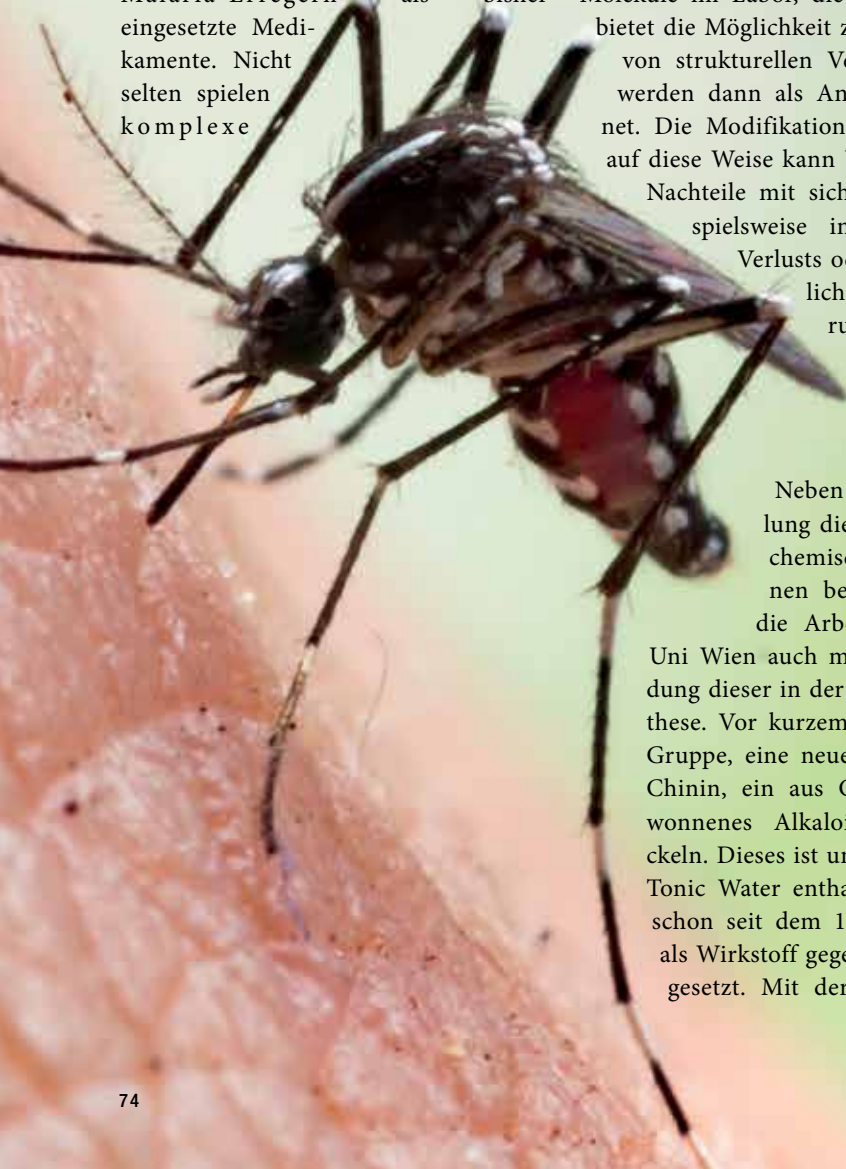 Malaria-Erregern als bisher
eingesetzte Medi-
kamente. Nicht
selten spielen
komplexe
Moleküle im Labor, die
bietet die Möglichkeit z
von strukturellen V
werden dann als An
net. Die Modifikation
auf diese Weise kann
Nachteile mit sich
spielsweise in
Verlusts o
lich
ru
Neben
lung die
chemisc
nen be
die Arb
Uni Wien auch m
dung dieser in der
these. Vor kurzem
Gruppe, eine neue
Chinin, ein aus
wonnenes Alkaloi
ckeln. Dieses ist u
Tonic Water entha
schon seit dem 1
als Wirkstoff gege
gesetzt. Mit der
74